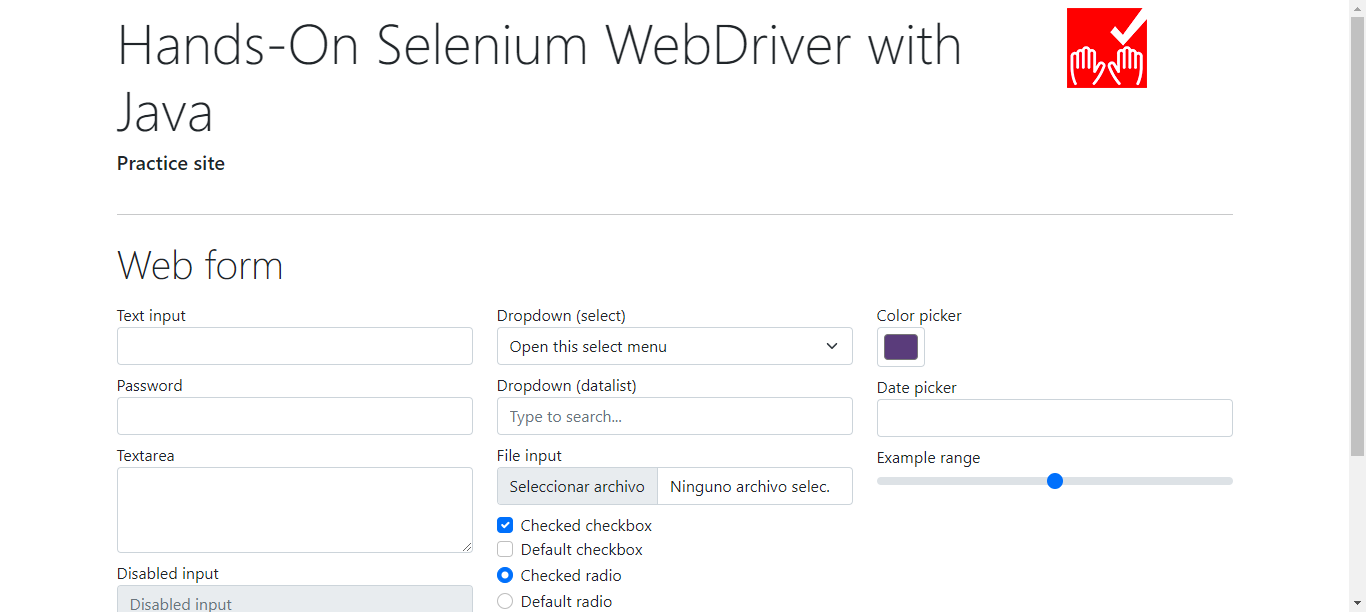 Hands-On Selenium WebDriver with
Java
Practice site
Web form
Text input
Password
Textarea
Disabled input
Disabled input
Dropdown (select)
Open this select menu
Dropdown (datalist)
Type to search...
File input
Seleccionar archivo Ninguno archivo selec.
Checked checkbox
Default checkbox
Checked radio
Default radio
Color picker
Date picker
Example range